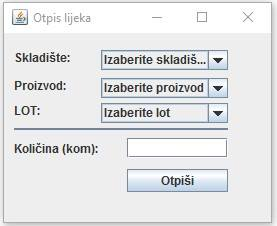 Otpis lijeka
Skladište: Izaberite skladiš...
Proizvod: Izaberite proizvod
LOT: Izaberite lot
Količina (kom):
Otpiši